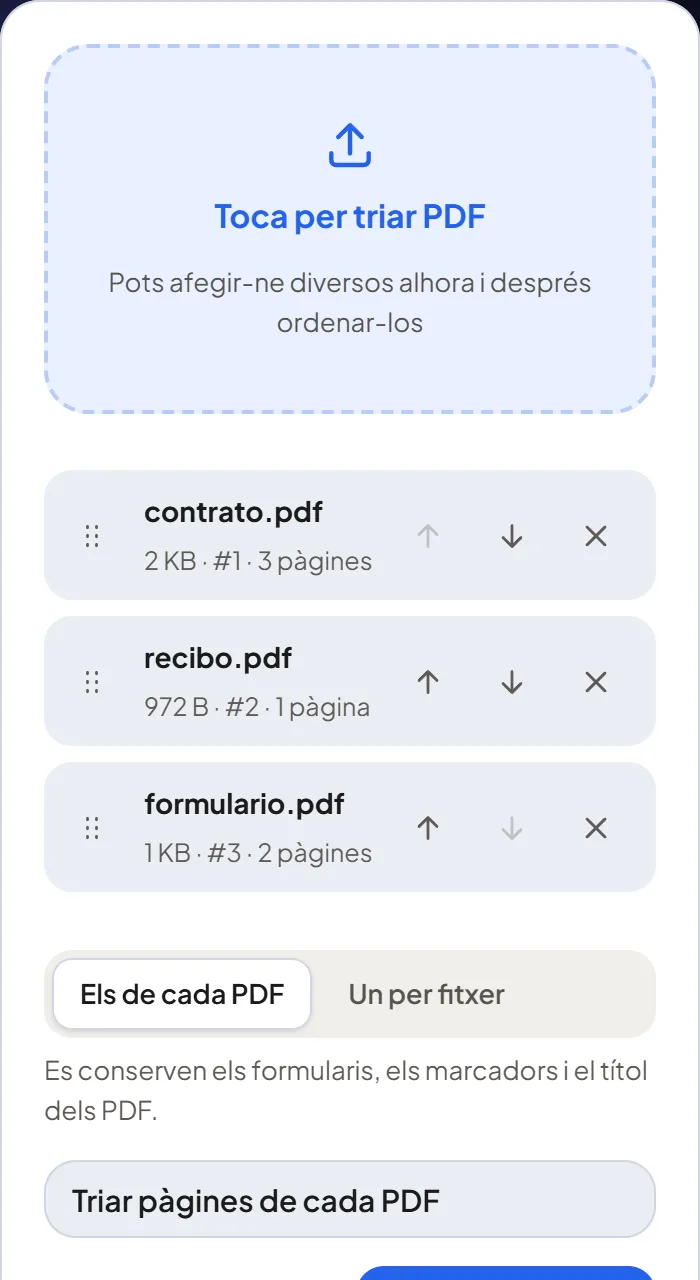 Toca per triar PDF
Pots afegir-ne diversos alhora i després
ordenar-los
contrato.pdf
2 KB · #1 · 3 pàgines
recibo.pdf
972 B · #2 · 1 pàgina
formulario.pdf
1 KB · #3 · 2 pàgines
Els de cada PDF
Un per fitxer
Es conserven els formularis, els marcadors i el títol
dels PDF.
Triar pàgines de cada PDF